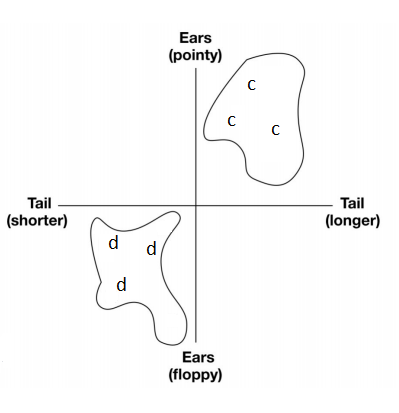 Ears
(pointy)
c
c
c
Tail
(shorter)
Tail
(longer)
d
d
d
Ears
(floppy)